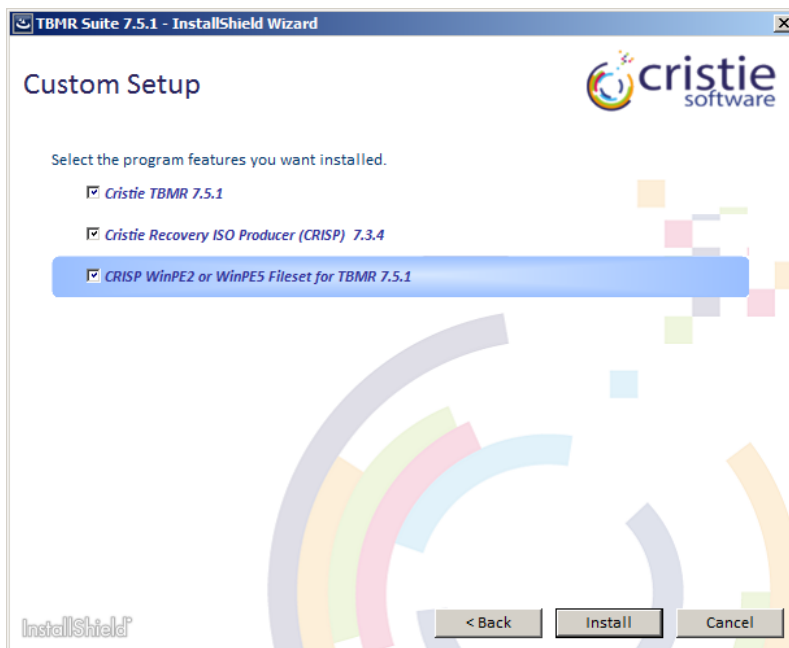 TBMR Suite 7.5.1 - InstallShield Wizard
Custom Setup
cristie
software
Select the program features you want installed.
Cristie TBMR 7.5.1
Cristie Recovery ISO Producer (CRISP)  7.3.4
CRISP WinPE2 or WinPE5 Fileset for TBMR 7.5.1
InstallShield
< Back
Install
Cancel